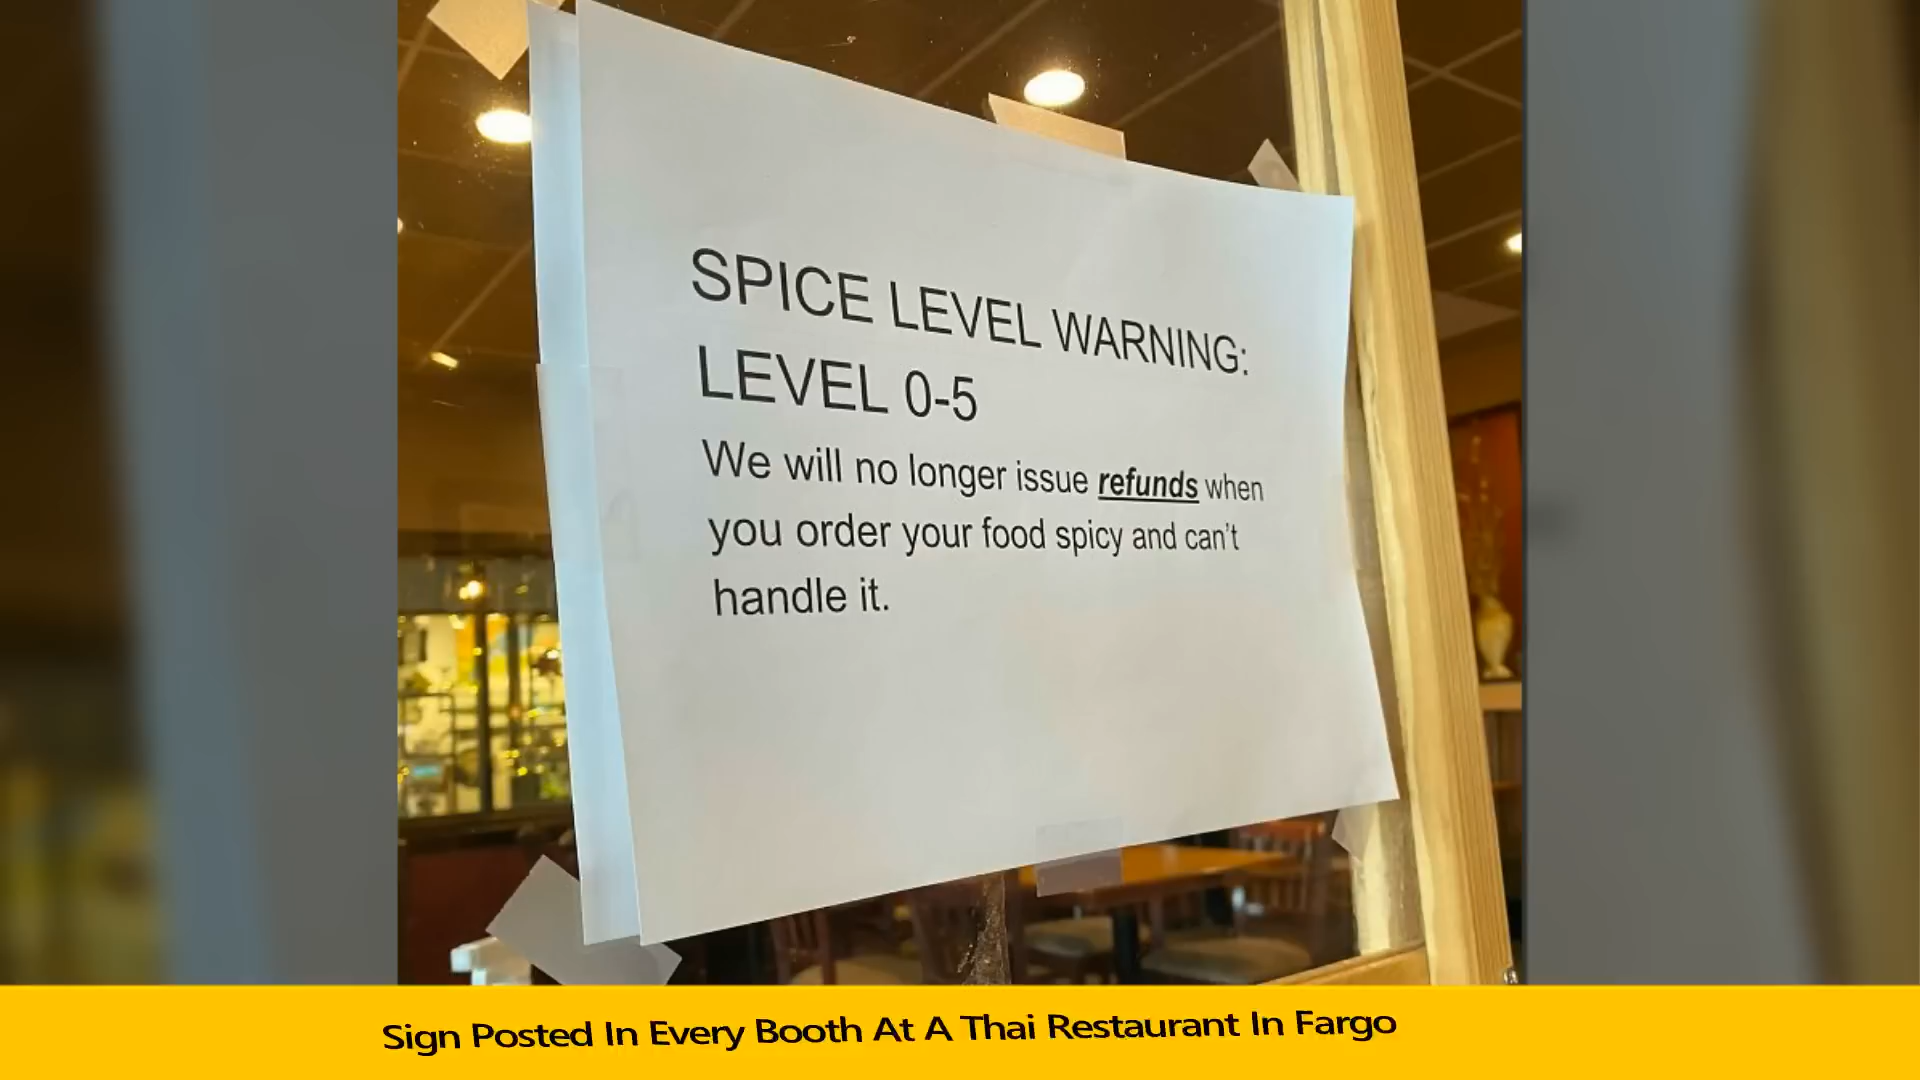 SPICE LEVEL WARNING:
LEVEL 0-5
We will no longer issue refunds when
you order your food spicy and can't
handle it.
Sign Posted In Every Booth At A Thai Restaurant In Fargo